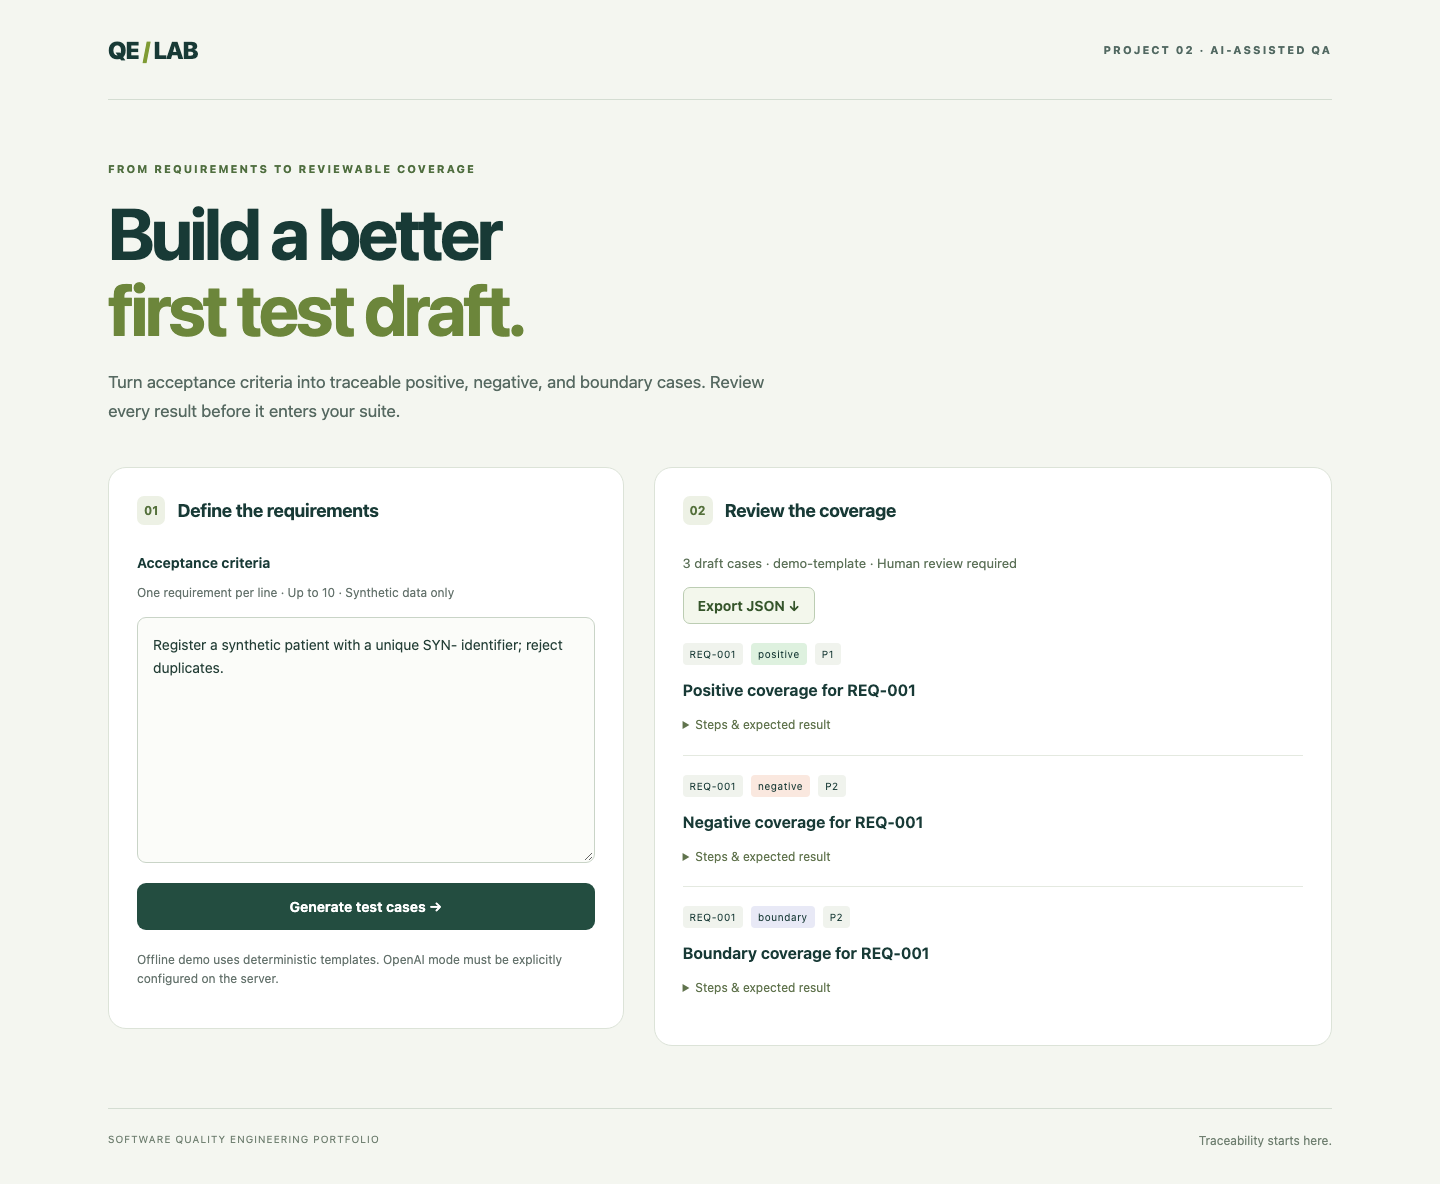 QE/LAB
PROJECT 02 · AI-ASSISTED QA
FROM REQUIREMENTS TO REVIEWABLE COVERAGE
Build a better
first test draft.
Turn acceptance criteria into traceable positive, negative, and boundary cases. Review
every result before it enters your suite.
01 Define the requirements
Acceptance criteria
One requirement per line · Up to 10 · Synthetic data only
Register a synthetic patient with a unique SYN- identifier; reject
duplicates.
Generate test cases →
Offline demo uses deterministic templates. OpenAI mode must be explicitly
configured on the server.
02 Review the coverage
3 draft cases · demo-template · Human review required
Export JSON ↓
REQ-001 positive P1
Positive coverage for REQ-001
▶ Steps & expected result
REQ-001 negative P2
Negative coverage for REQ-001
▶ Steps & expected result
REQ-001 boundary P2
Boundary coverage for REQ-001
▶ Steps & expected result
SOFTWARE QUALITY ENGINEERING PORTFOLIO
Traceability starts here.